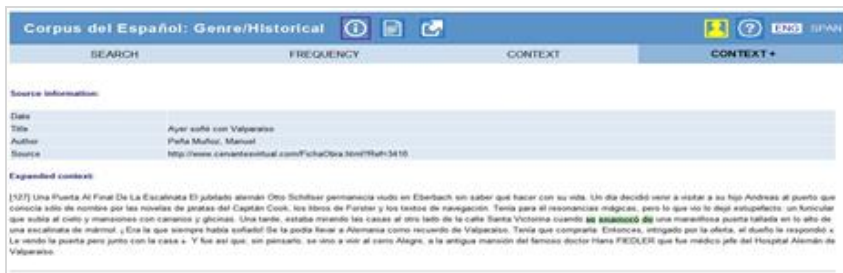 Corpus del Español: Genre/Historical ENG SPAN
SEARCH FREQUENCY CONTEXT CONTEXT +
Source information:
Date
Title Ayer soñé con Valparaíso
Author Peña Muñoz, Manuel
Source http://www.cervantesvirtual.com/FichaObra.html?Ref=3416
Expanded context:
[127] Una Puerta Al Final De La Escalinata El jubilado alemán Otto Schilfser permanecía viudo en Eberbach sin saber qué hacer con su vida. Un día decidió venir a visitar a su hijo Andreas al puerto que
conocía sólo de nombre por las novelas de piratas del Capitán Cook, los libros de Forster y los textos de navegación. Tenía para él resonancias mágicas, pero lo que vio lo dejó estupefacto: un funicular
que subía al cielo y mansiones con canarios y glicinas. Una tarde, estaba mirando las casas al otro lado de la calle Santa Victorina cuando se enamoró de una maravillosa puerta tallada en lo alto de
una escalinata de mármol. ¡ Era la que siempre había soñado! Se la podía llevar a Alemania como recuerdo de Valparaíso. Tenía que comprarla. Entonces, intrigado por la oferta, el dueño le respondió «
Le vendo la puerta pero junto con la casa ». Y fue así que, sin pensarlo, se vino a vivir al cerro Alegre, a la antigua mansión del famoso doctor Hans FIEDLER que fue médico jefe del Hospital Alemán de
Valparaíso.